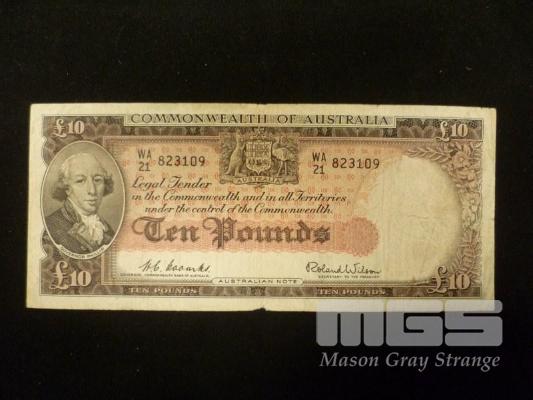 COMMONWEALTH OF AUSTRALIA
£10 £10
WA 21 823109 WA 21 823109
Legal Tender
in the Commonwealth and in all Territories
under the control of the Commonwealth.
Ten Pounds
Roland Wilson
£10 £10
AUSTRALIAN NOTE
TEN POUNDS TEN POUNDS
MGS
Mason Gray Strange